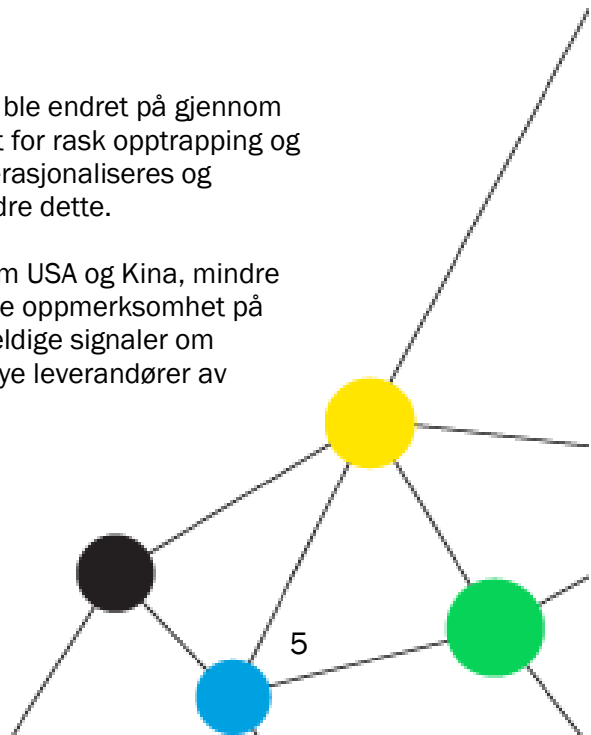 ble endret på gjennom
t for rask opptrapping og
erasjonaliseres og
dre dette.
m USA og Kina, mindre
e oppmerksomhet på
eldige signaler om
ye leverandører av
5